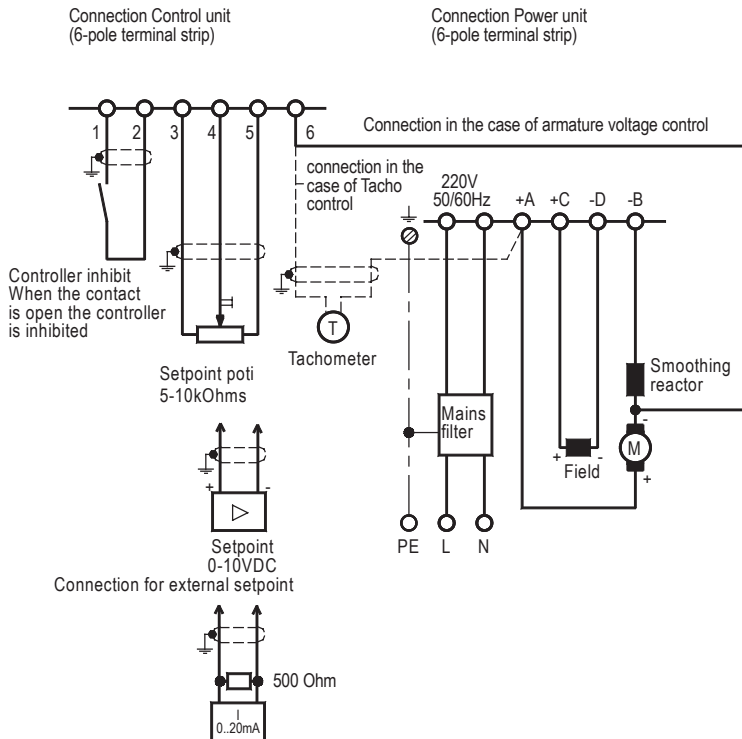 Connection Control unit
(6-pole terminal strip)
Connection Power unit
(6-pole terminal strip)
1 2 3 4 5 6
Connection in the case of armature voltage control
connection in the
case of Tacho
control
220V
50/60Hz
+A +C -D -B
Controller inhibit
When the contact
is open the controller
is inhibited
T
Tachometer
Setpoint poti
5-10kOhms
Smoothing
reactor
Mains
filter
-
M
+
+ -
Field
+ -
Setpoint
0-10VDC
PE L N
Connection for external setpoint
500 Ohm
I
0..20mA